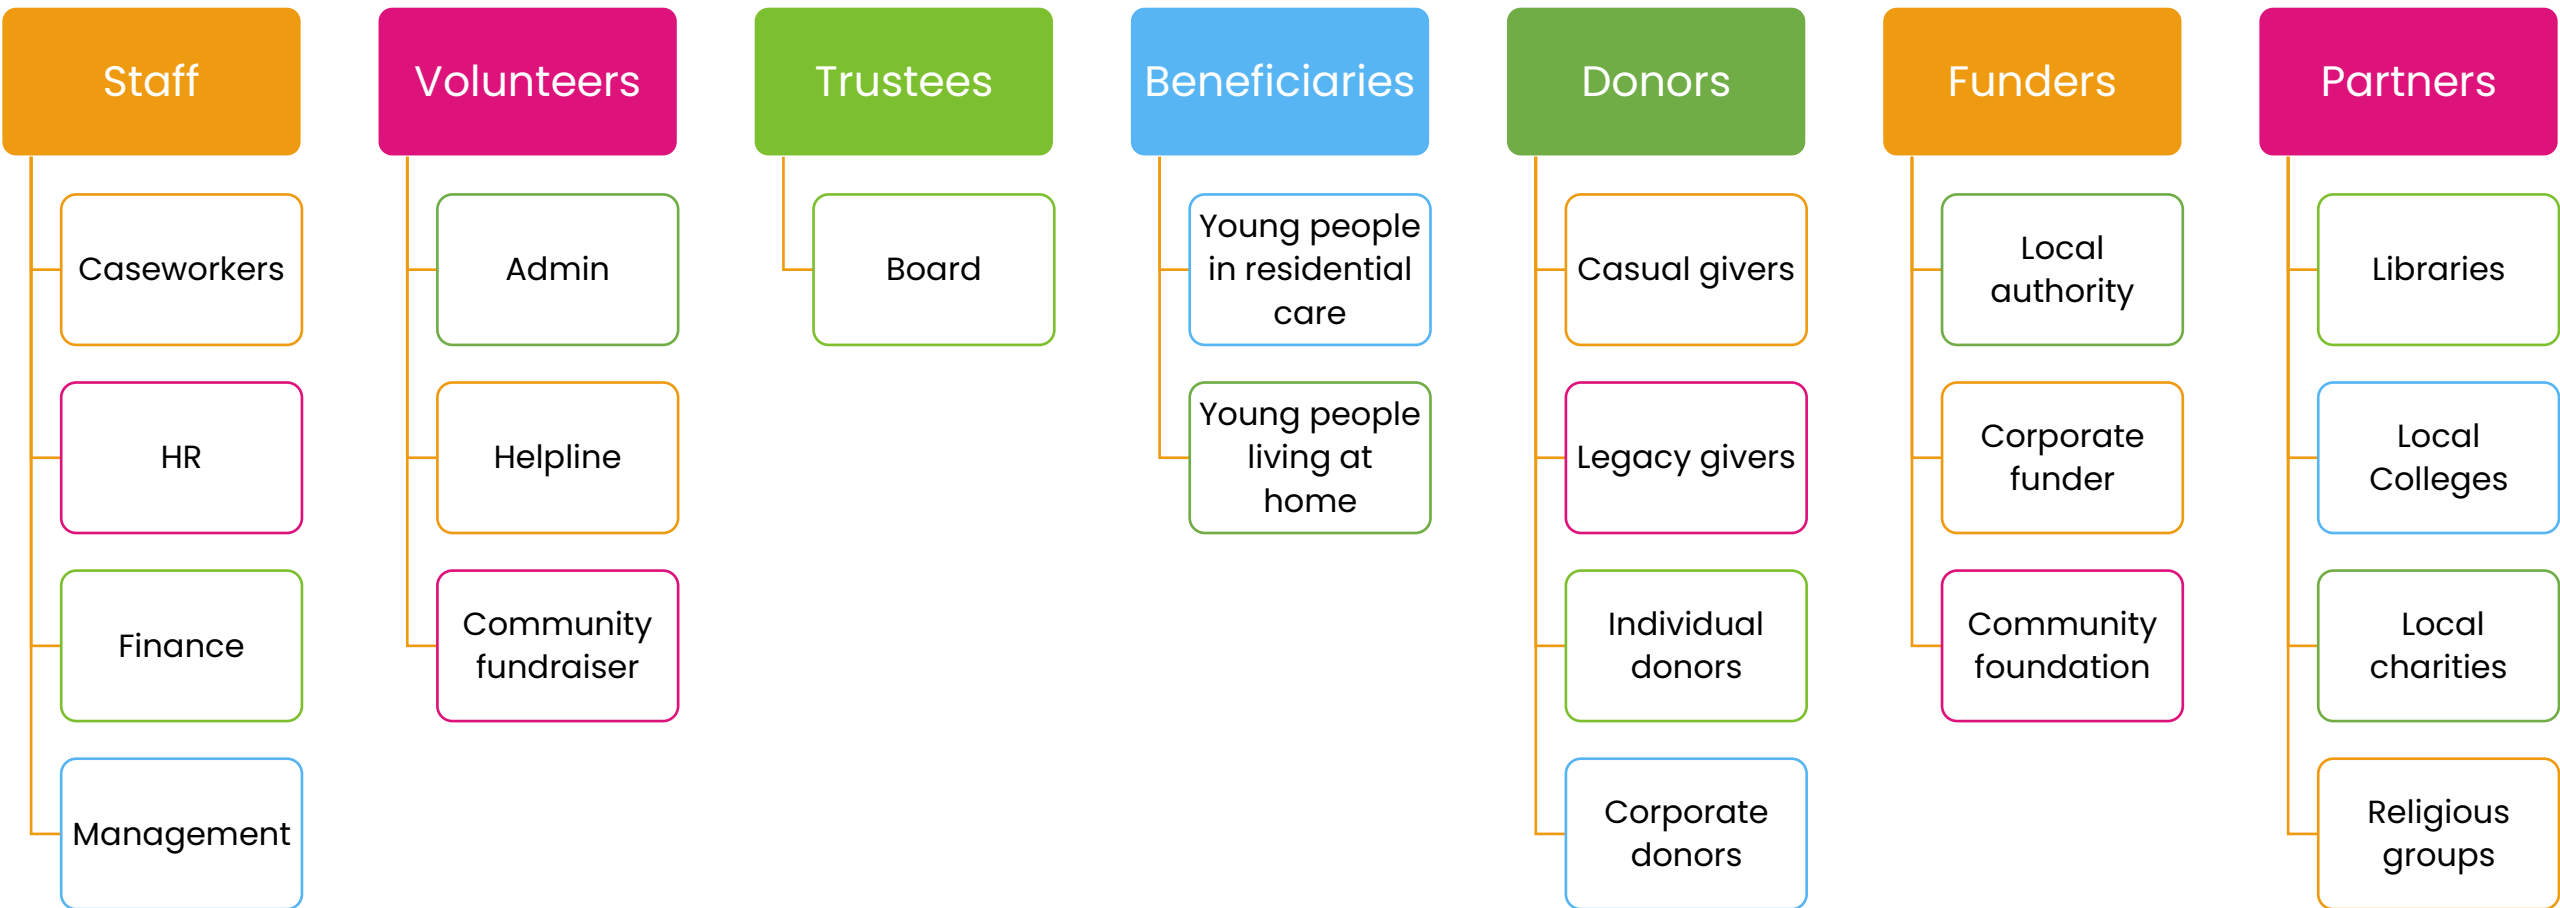 Staff
Caseworkers
HR
Finance
Management
Volunteers
Admin
Helpline
Community
fundraiser
Trustees
Board
Beneficiaries
Young people
in residential
care
Young people
living at
home
Donors
Casual givers
Legacy givers
Individual
donors
Corporate
donors
Funders
Local
authority
Corporate
funder
Community
foundation
Partners
Libraries
Local
Colleges
Local
charities
Religious
groups